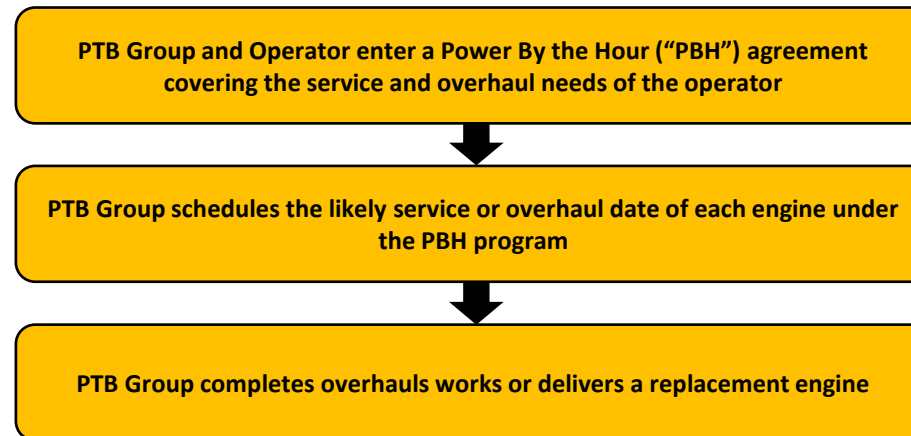 PTB Group and Operator enter a Power By the Hour (“PBH”) agreement
covering the service and overhaul needs of the operator
PTB Group schedules the likely service or overhaul date of each engine under
the PBH program
PTB Group completes overhauls works or delivers a replacement engine